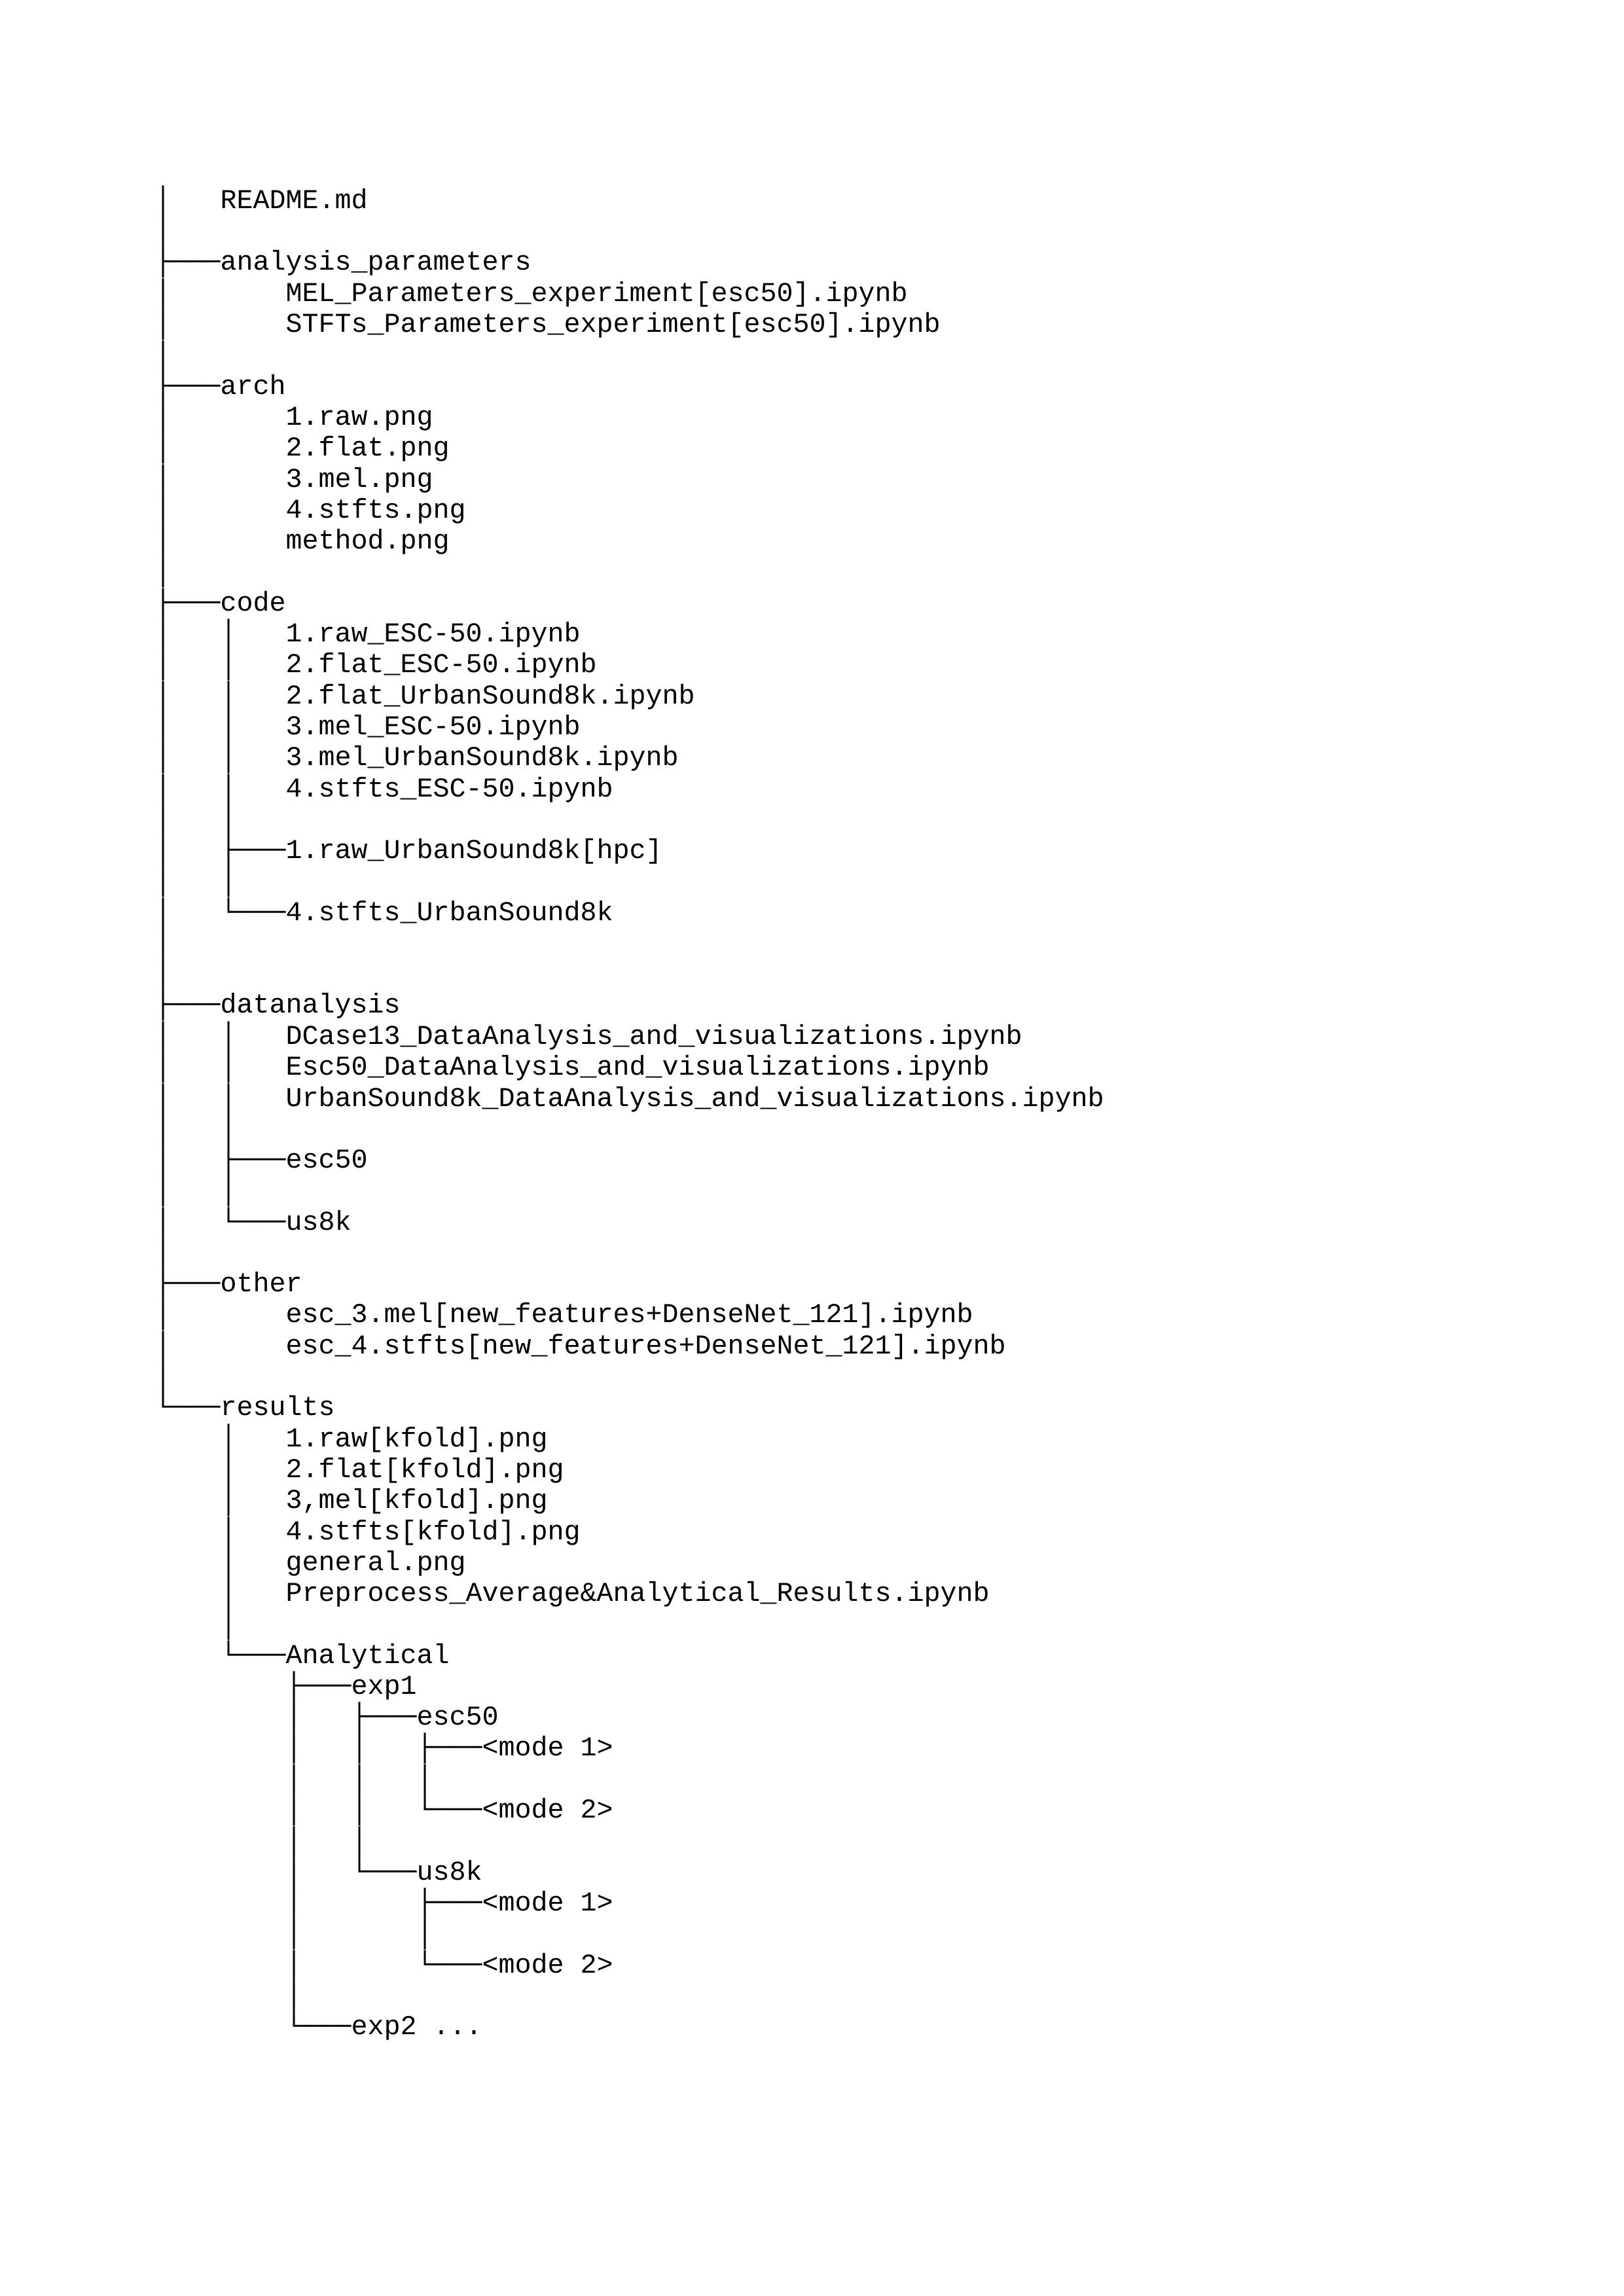 │   README.md
│
├───analysis_parameters
│       MEL_Parameters_experiment[esc50].ipynb
│       STFTs_Parameters_experiment[esc50].ipynb
│
├───arch
│       1.raw.png
│       2.flat.png
│       3.mel.png
│       4.stfts.png
│       method.png
│
├───code
│   │   1.raw_ESC-50.ipynb
│   │   2.flat_ESC-50.ipynb
│   │   2.flat_UrbanSound8k.ipynb
│   │   3.mel_ESC-50.ipynb
│   │   3.mel_UrbanSound8k.ipynb
│   │   4.stfts_ESC-50.ipynb
│   │
│   ├───1.raw_UrbanSound8k[hpc]
│   │
│   └───4.stfts_UrbanSound8k
│
│
├───datanalysis
│   │   DCase13_DataAnalysis_and_visualizations.ipynb
│   │   Esc50_DataAnalysis_and_visualizations.ipynb
│   │   UrbanSound8k_DataAnalysis_and_visualizations.ipynb
│   │
│   ├───esc50
│   │
│   └───us8k
│
├───other
│       esc_3.mel[new_features+DenseNet_121].ipynb
│       esc_4.stfts[new_features+DenseNet_121].ipynb
│
└───results
    │   1.raw[kfold].png
    │   2.flat[kfold].png
    │   3,mel[kfold].png
    │   4.stfts[kfold].png
    │   general.png
    │   Preprocess_Average&Analytical_Results.ipynb
    │
    └───Analytical
        ├───exp1
        │   ├───esc50
        │   │   ├───<mode 1>
        │   │   │
        │   │   └───<mode 2>
        │   │
        │   └───us8k
        │       ├───<mode 1>
        │       │
        │       └───<mode 2>
        │
        └───exp2 ...